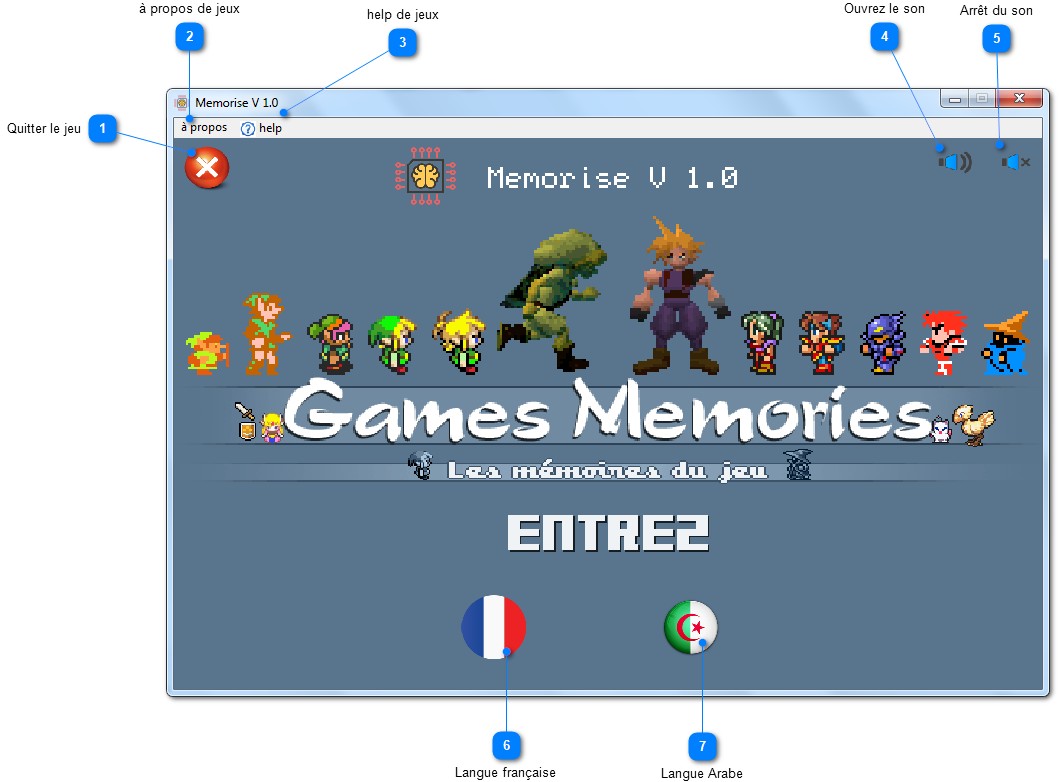 à propos de jeux
help de jeux
Ouvrez le son
Arrêt du son
2
3
4
5
Memorise V 1.0
Quitter le jeu
1
à propos
? help
Memorise V 1.0
Games Memories
Les mémoires du jeu
ENTREZ
6
7
Langue française
Langue Arabe